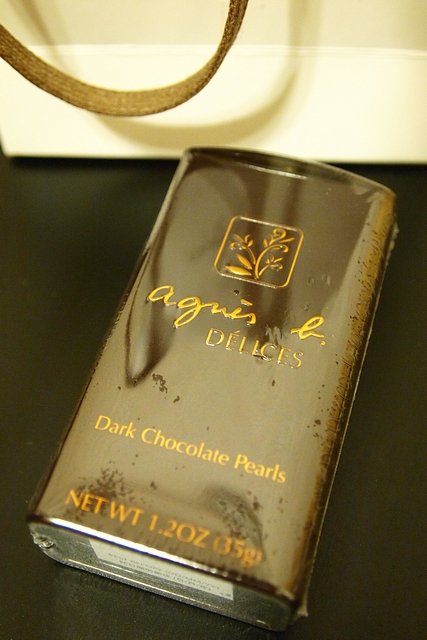 agnès b.
DÉLICES
Dark Chocolate Pearls
NET WT 1.2OZ (35g)